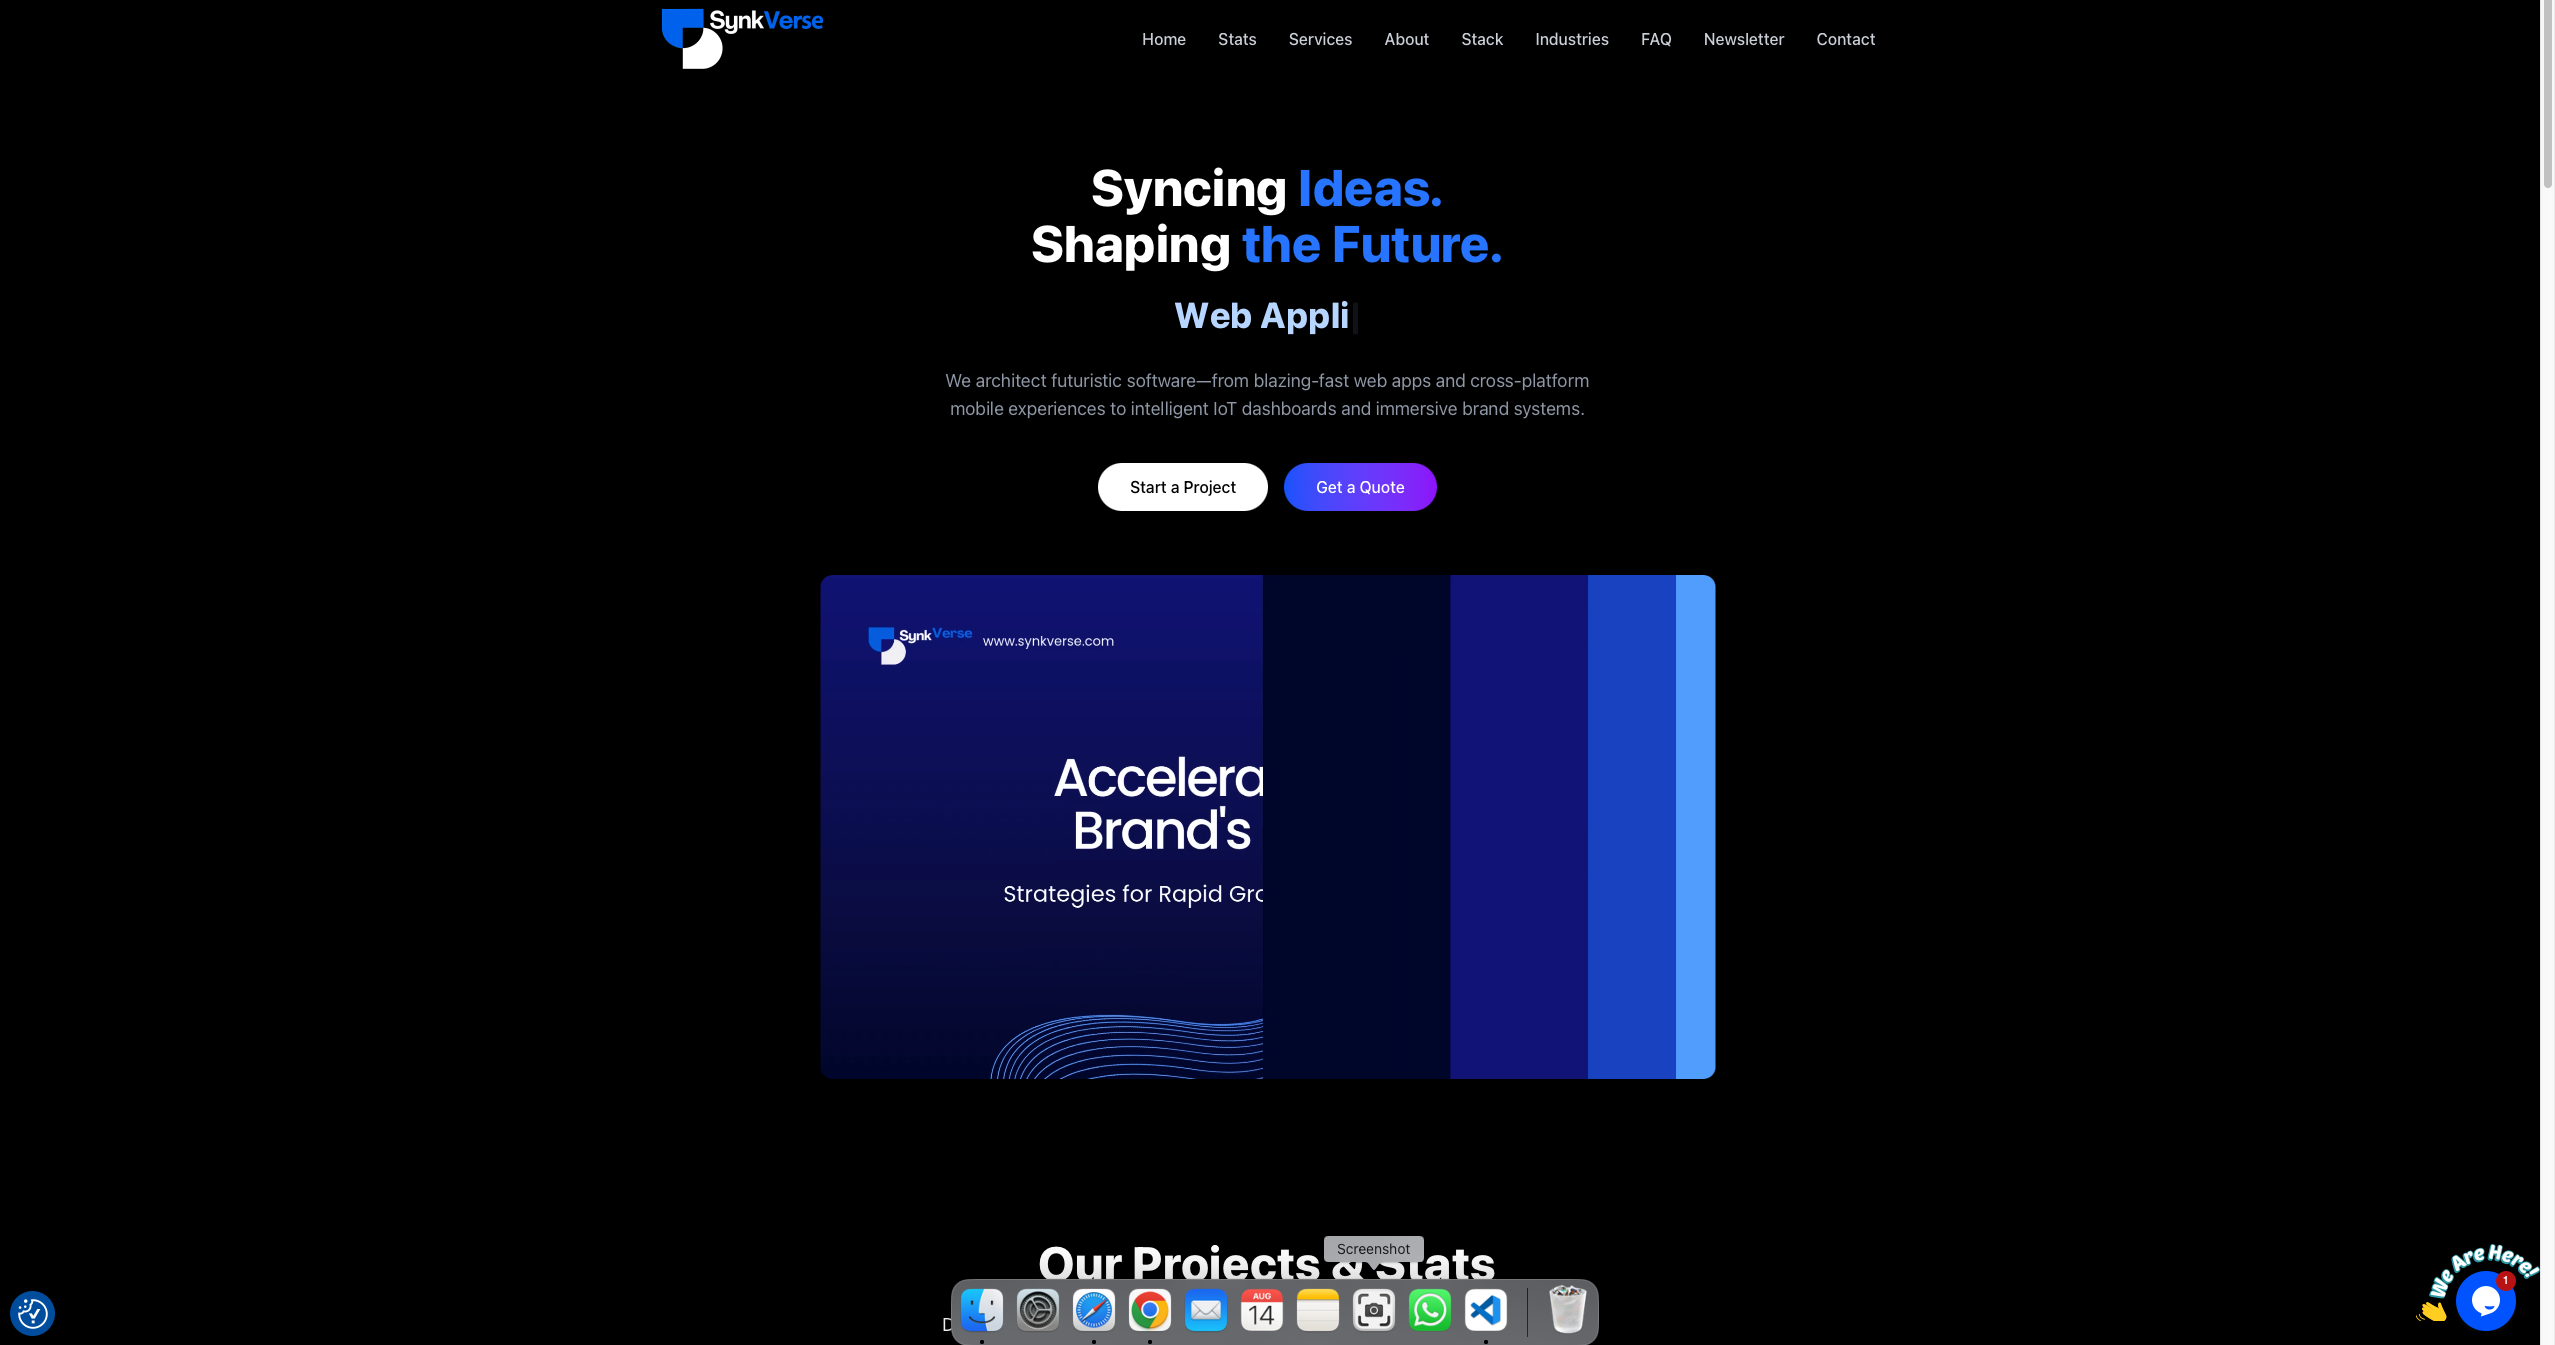 SynkVerse
Home Stats Services About Stack Industries FAQ Newsletter Contact
Syncing Ideas.
Shaping the Future.
Web Appli
We architect futuristic software—from blazing-fast web apps and cross-platform
mobile experiences to intelligent IoT dashboards and immersive brand systems.
Start a Project Get a Quote
SynkVerse www.synkverse.com
Accelera
Brand's
Strategies for Rapid Gro
Our Projects & Stats
Screenshot
We Are Here!
1
AUG
14
D